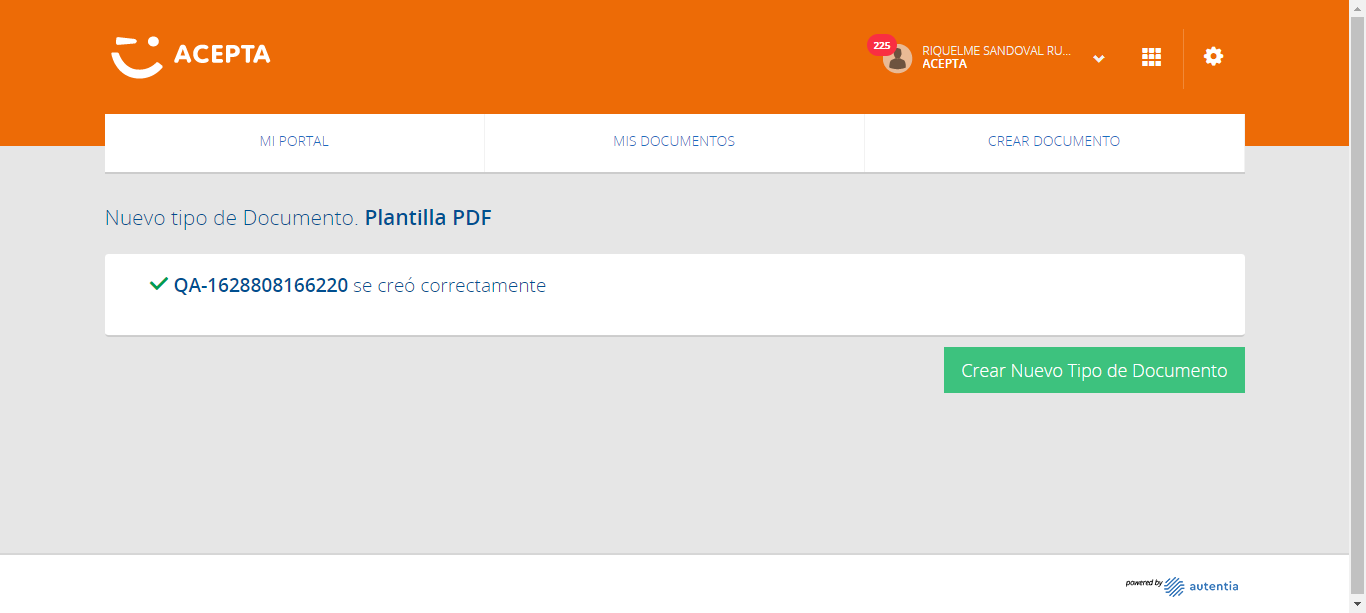 ACEPTA
225
RIQUELME SANDOVAL RU...
ACEPTA
MI PORTAL
MIS DOCUMENTOS
CREAR DOCUMENTO
Nuevo tipo de Documento. Plantilla PDF
QA-1628808166220 se creó correctamente
Crear Nuevo Tipo de Documento
powered by autentia